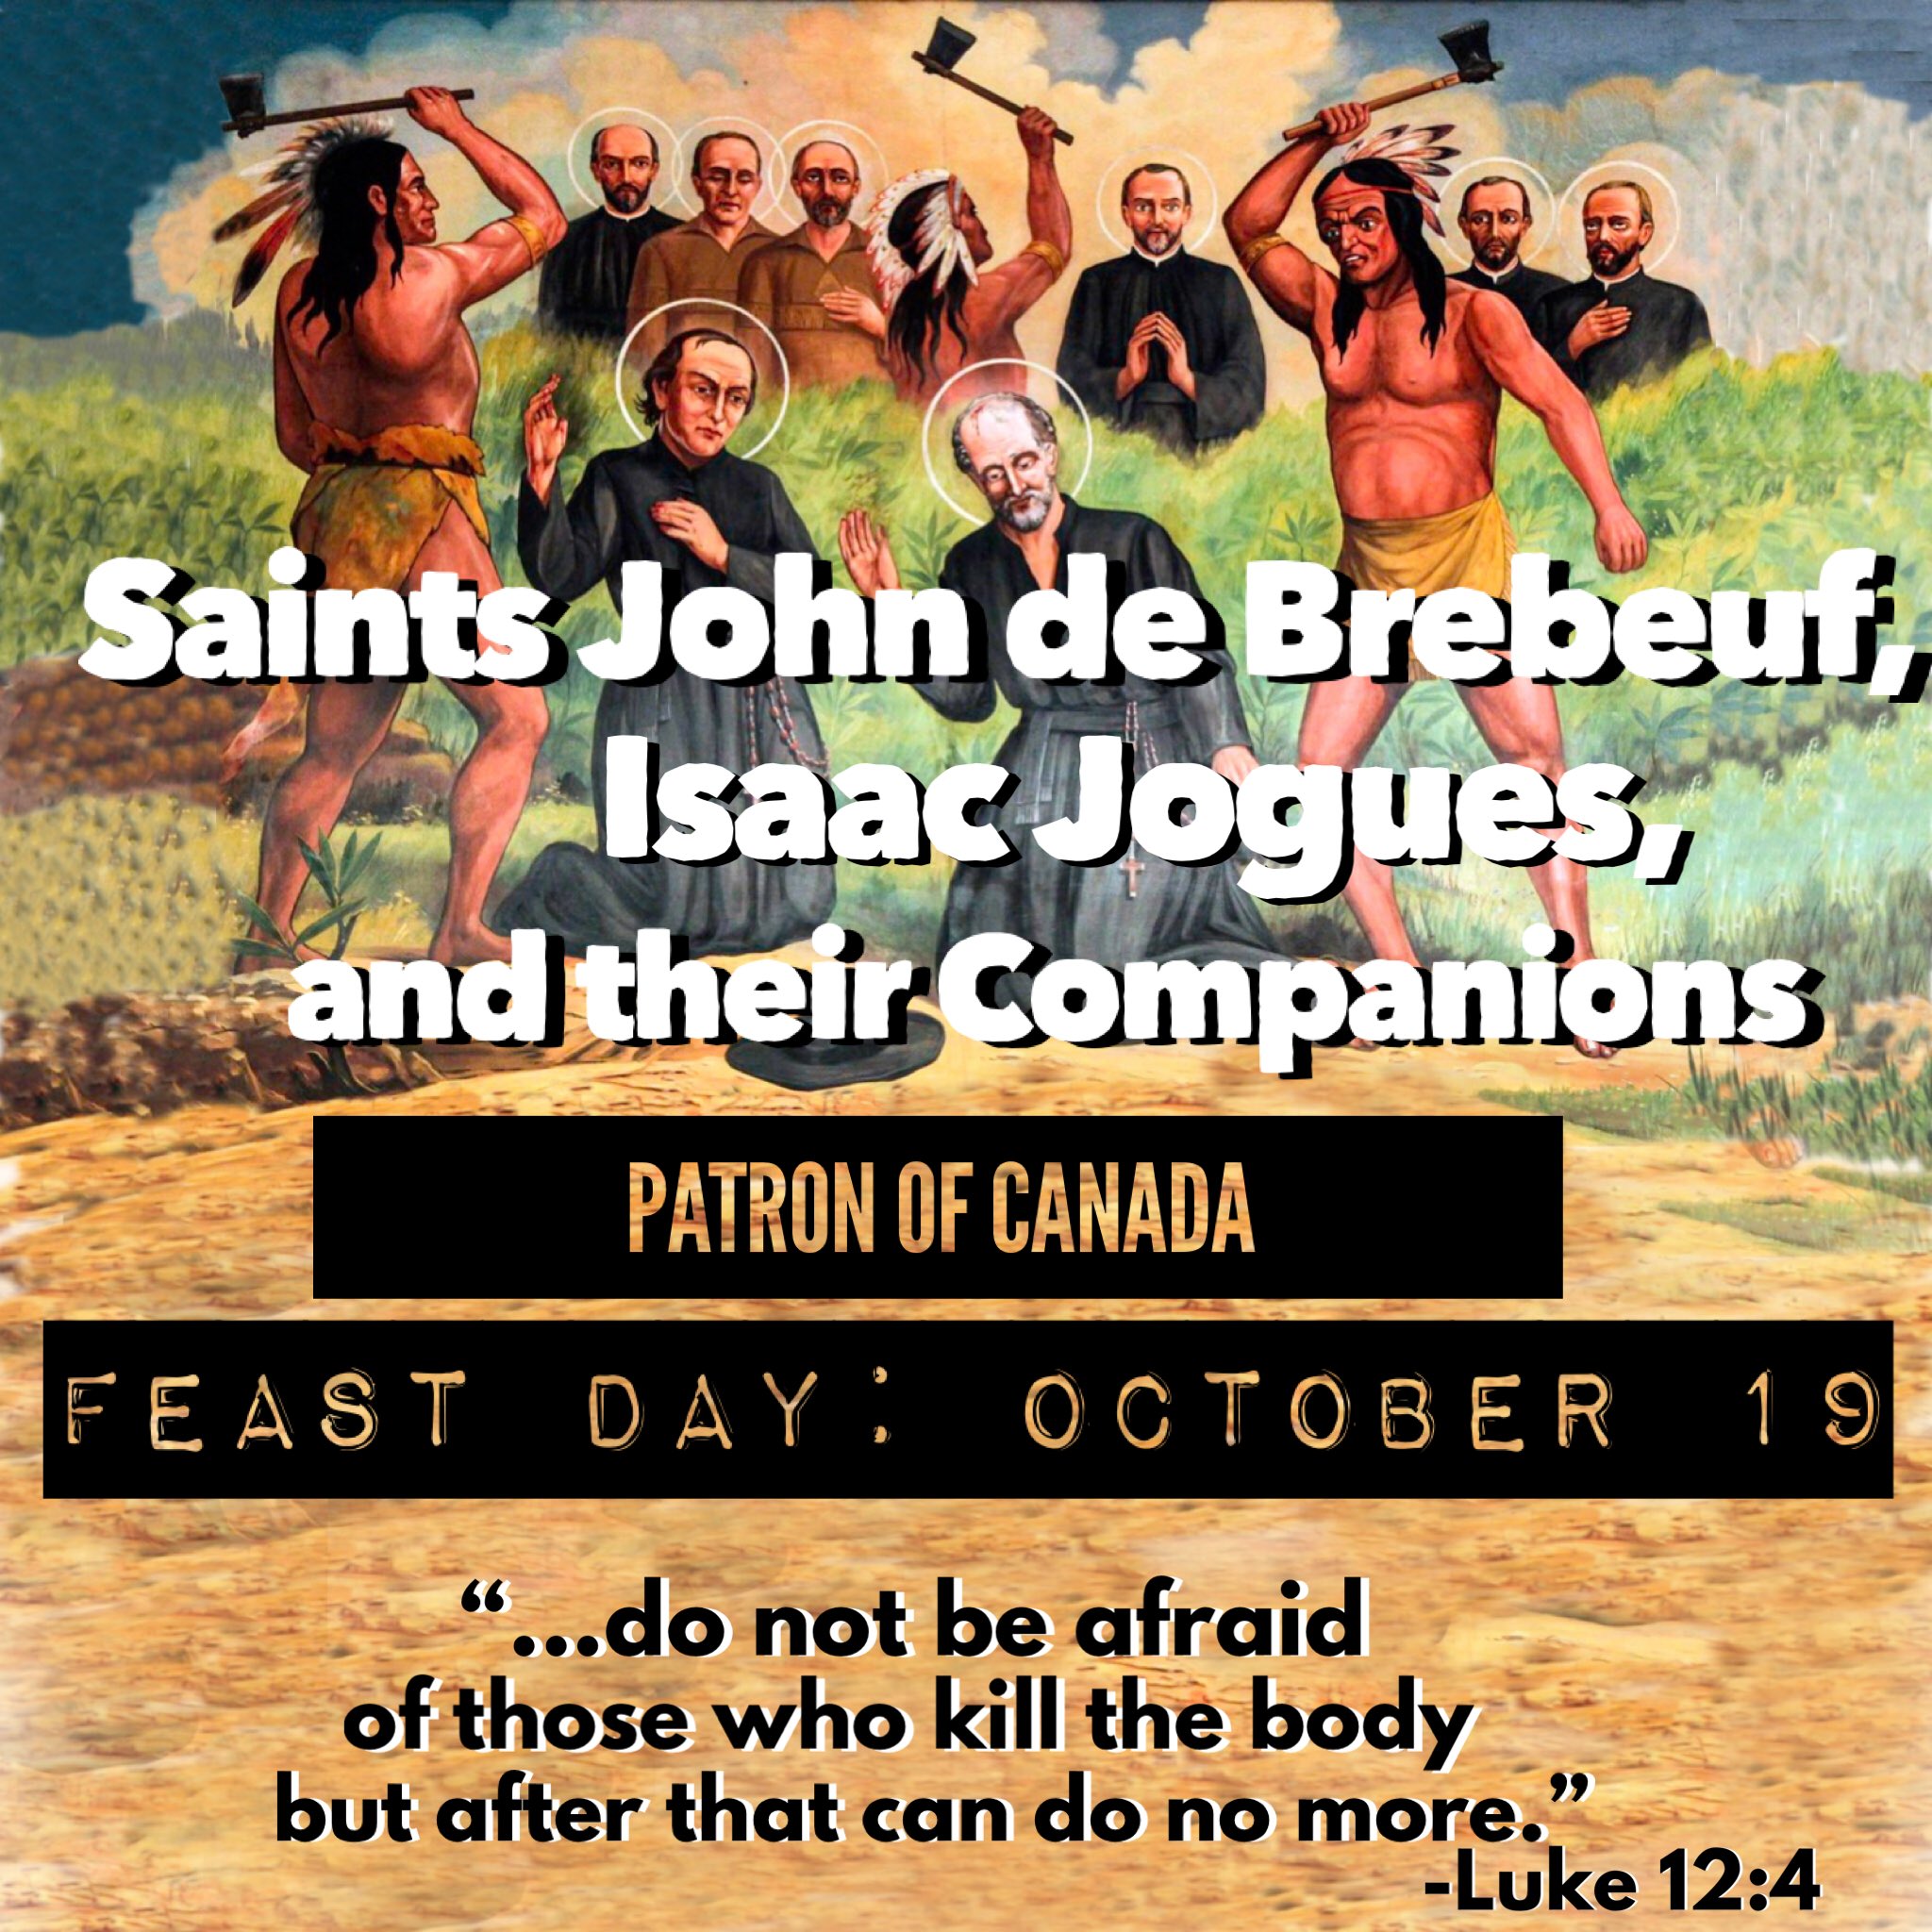 Saints John de Brebeuf,
Isaac Jogues,
and their Companions
PATRON OF CANADA
FEAST DAY: OCTOBER 19
“...do not be afraid
of those who kill the body
but after that can do no more.”
-Luke 12:4